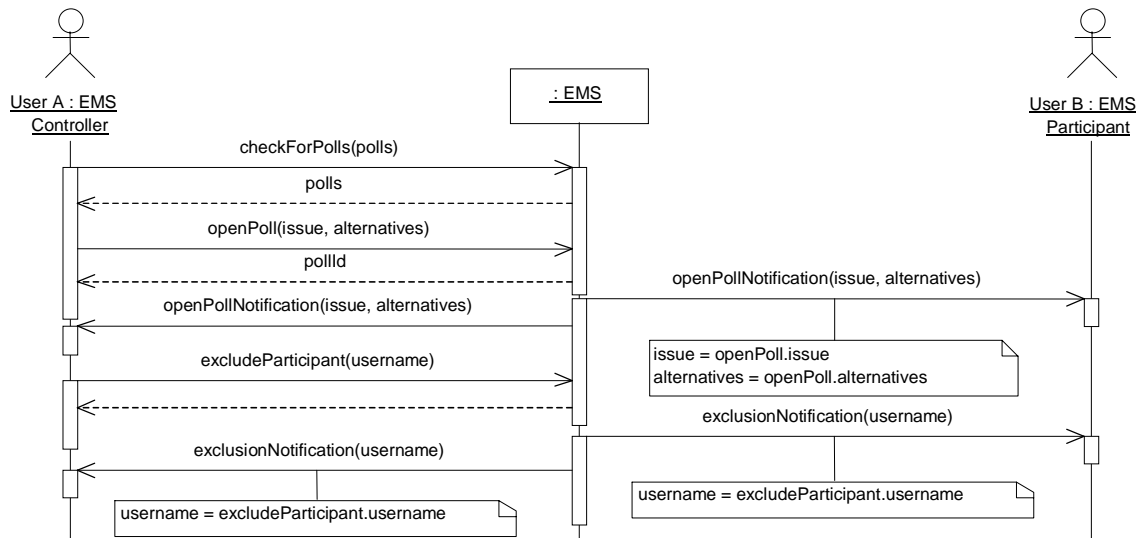 User A : EMS
Controller
: EMS
User B : EMS
Participant
checkForPolls(polls)
polls
openPoll(issue, alternatives)
pollId
openPollNotification(issue, alternatives)
openPollNotification(issue, alternatives)
issue = openPoll.issue
alternatives = openPoll.alternatives
excludeParticipant(username)
exclusionNotification(username)
exclusionNotification(username)
username = excludeParticipant.username
username = excludeParticipant.username